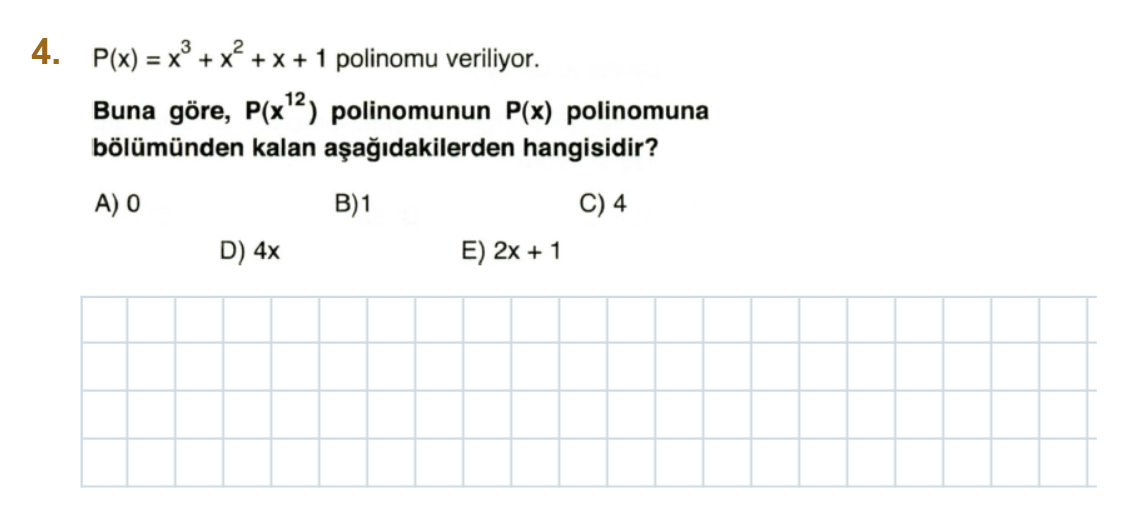 4. P(x) = x³ + x² + x + 1 polinomu veriliyor.
Buna göre, P(x¹²) polinomunun P(x) polinomuna
bölümünden kalan aşağıdakilerden hangisidir?
A) 0 B)1 C) 4
D) 4x E) 2x + 1